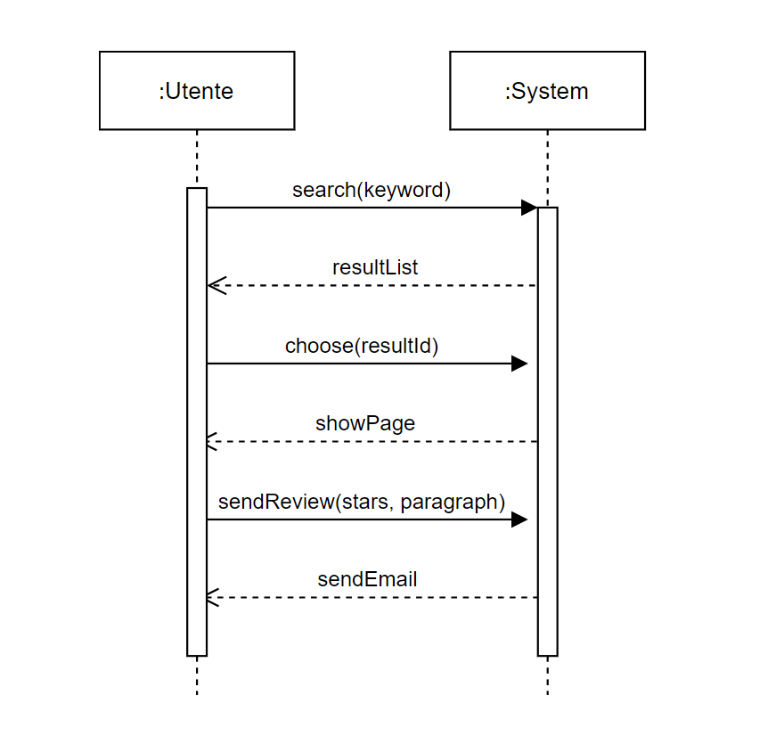 :Utente
:System
search(keyword)
resultList
choose(resultId)
showPage
sendReview(stars, paragraph)
sendEmail